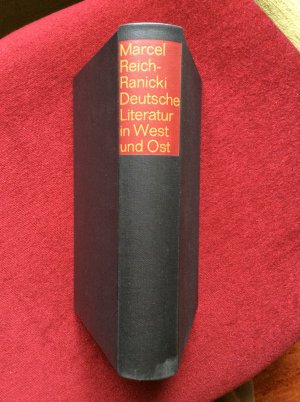 Marcel
Reich-
Ranicki
Deutsche
Literatur
in West
und Ost